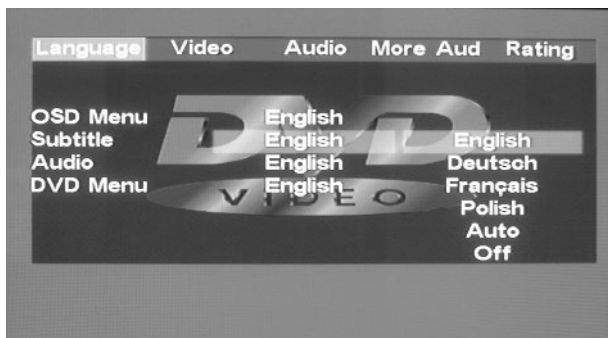 Language Video Audio More Aud Rating
OSD Menu English
Subtitle English English
Audio English Deutsch
DVD Menu English Français
Polish
Auto
Off
DVD
VIDEO